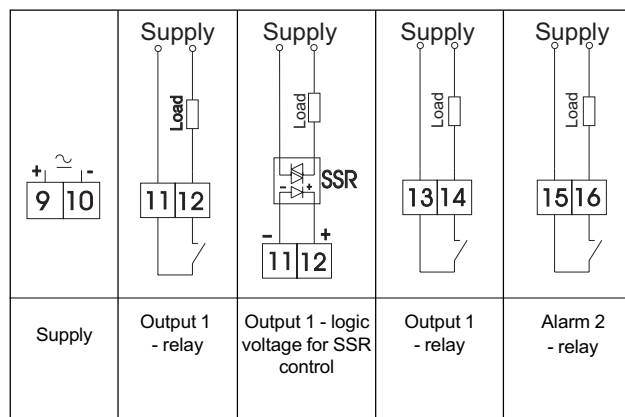 Supply Supply Supply Supply
Load Load Load Load
+ ~ -
9 10
11 12
SSR
- +
- +
11 12
13 14
15 16
Supply
Output 1
- relay
Output 1 - logic
voltage for SSR
control
Output 1
- relay
Alarm 2
- relay